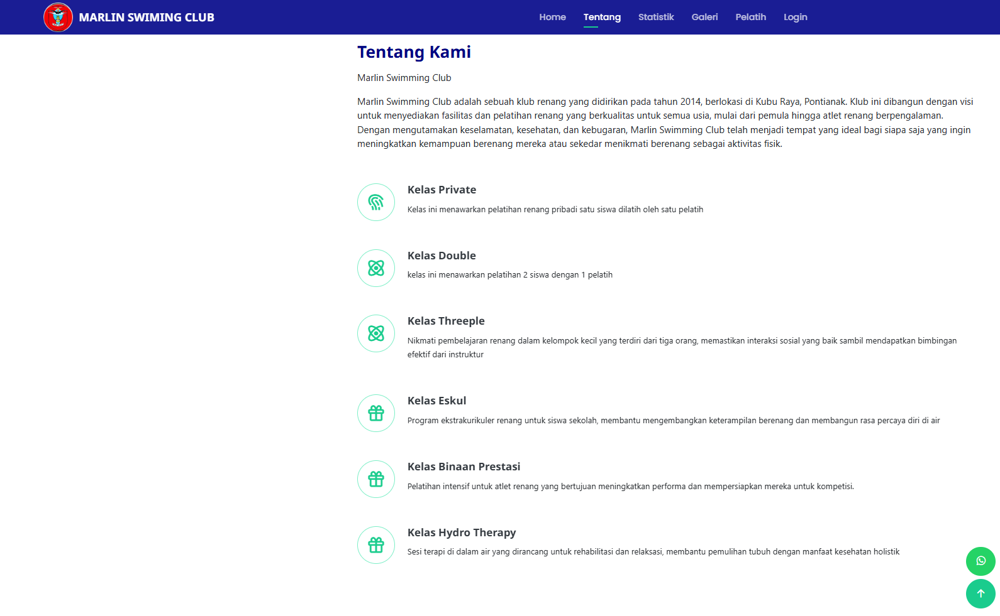 MARLIN SWIMING CLUB
Home Tentang Statistik Galeri Pelatih Login
Tentang Kami
Marlin Swimming Club
Marlin Swimming Club adalah sebuah klub renang yang didirikan pada tahun 2014, berlokasi di Kubu Raya, Pontianak. Klub ini dibangun dengan visi
untuk menyediakan fasilitas dan pelatihan renang yang berkualitas untuk semua usia, mulai dari pemula hingga atlet renang berpengalaman.
Dengan mengutamakan keselamatan, kesehatan, dan kebugaran, Marlin Swimming Club telah menjadi tempat yang ideal bagi siapa saja yang ingin
meningkatkan kemampuan berenang mereka atau sekedar menikmati berenang sebagai aktivitas fisik.
Kelas Private
Kelas ini menawarkan pelatihan renang pribadi satu siswa dilatih oleh satu pelatih
Kelas Double
kelas ini menawarkan pelatihan 2 siswa dengan 1 pelatih
Kelas Threeple
Nikmati pembelajaran renang dalam kelompok kecil yang terdiri dari tiga orang, memastikan interaksi sosial yang baik sambil mendapatkan bimbingan
efektif dari instruktur
Kelas Eskul
Program ekstrakurikuler renang untuk siswa sekolah, membantu mengembangkan keterampilan berenang dan membangun rasa percaya diri di air
Kelas Binaan Prestasi
Pelatihan intensif untuk atlet renang yang bertujuan meningkatkan performa dan mempersiapkan mereka untuk kompetisi.
Kelas Hydro Therapy
Sesi terapi di dalam air yang dirancang untuk rehabilitasi dan relaksasi, membantu pemulihan tubuh dengan manfaat kesehatan holistik